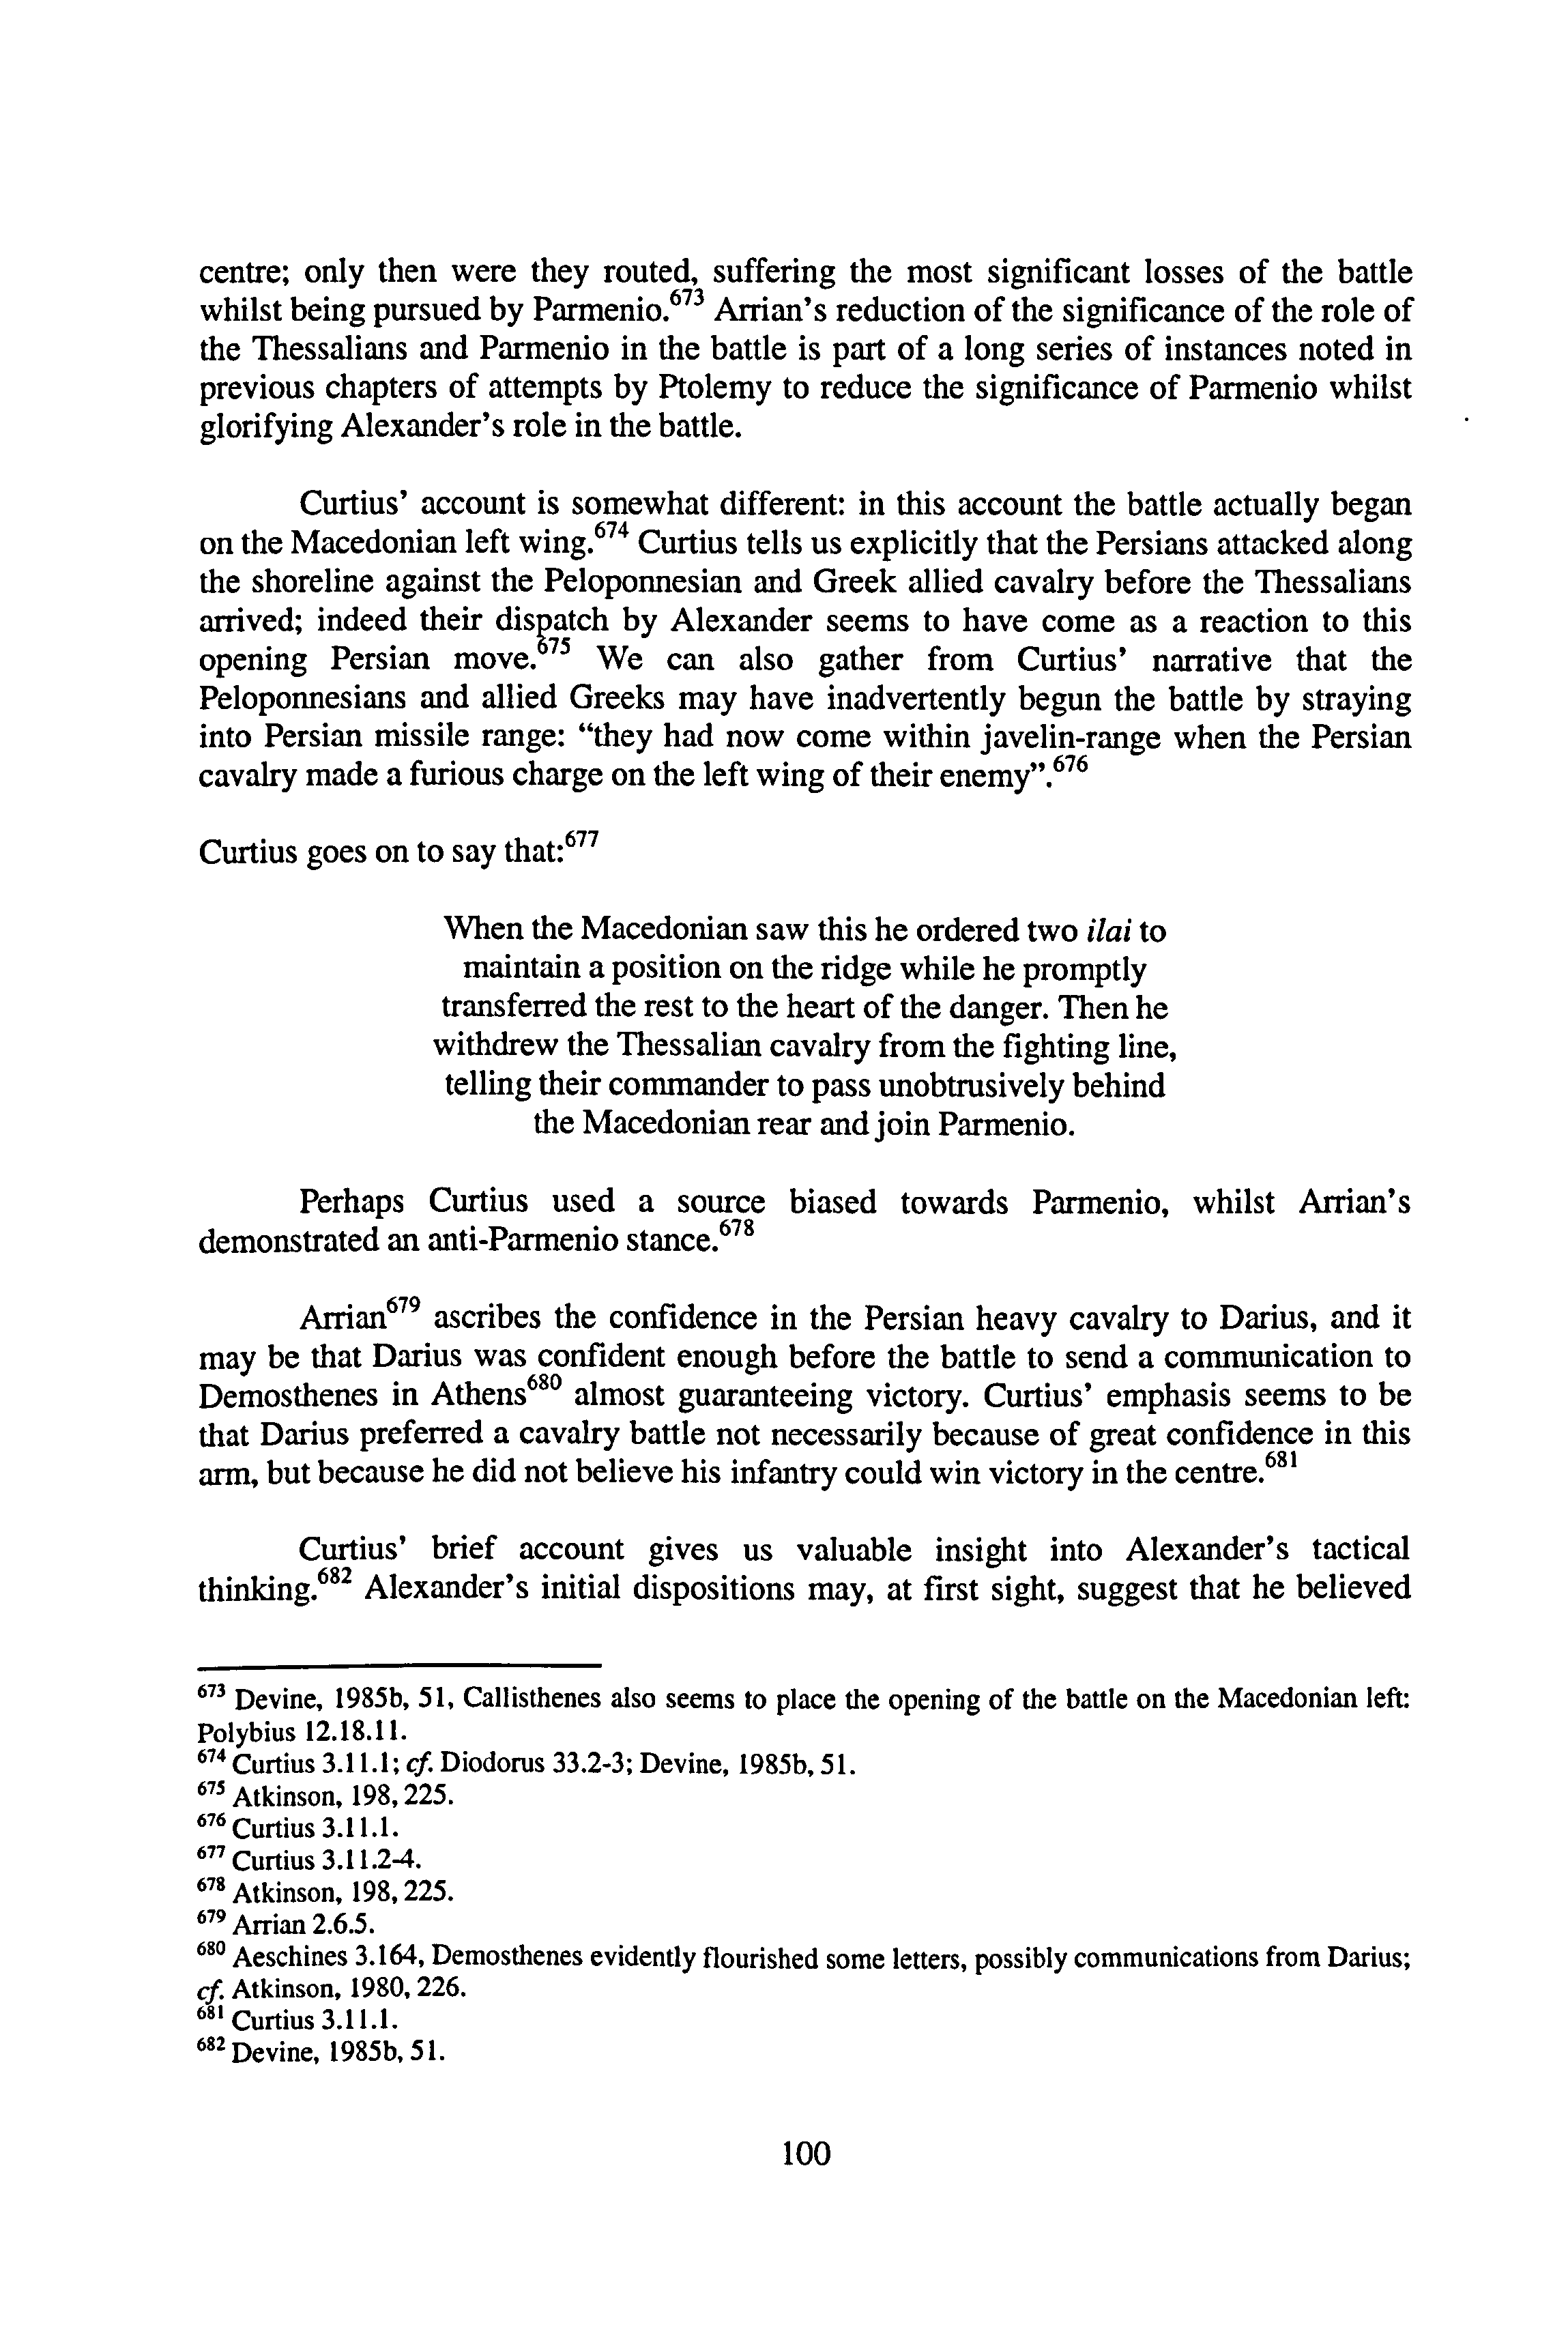 centre; only then were they routed, suffering the most significant losses of the battle
whilst being pursued by Parmenio.673 Arrian's reduction of the significance of the role of
the Thessalians and Parmenio in the battle is part of a long series of instances noted in
previous chapters of attempts by Ptolemy to reduce the significance of Parmenio whilst
glorifying Alexander's role in the battle.
Curtius' account is somewhat different: in this account the battle actually began
on the Macedonian left wing.674 Curtius tells us explicitly that the Persians attacked along
the shoreline against the Peloponnesian and Greek allied cavalry before the Thessalians
arrived; indeed their dispatch by Alexander seems to have come as a reaction to this
opening Persian move.675 We can also gather from Curtius' narrative that the
Peloponnesians and allied Greeks may have inadvertently begun the battle by straying
into Persian missile range: "they had now come within javelin-range when the Persian
cavalry made a furious charge on the left wing of their enemy".676
Curtius goes on to say that:677
When the Macedonian saw this he ordered two ilai to
maintain a position on the ridge while he promptly
transferred the rest to the heart of the danger. Then he
withdrew the Thessalian cavalry from the fighting line,
telling their commander to pass unobtrusively behind
the Macedonian rear and join Parmenio.
Perhaps Curtius used a source biased towards Parmenio, whilst Arrian's
demonstrated an anti-Parmenio stance.678
Arrian679 ascribes the confidence in the Persian heavy cavalry to Darius, and it
may be that Darius was confident enough before the battle to send a communication to
Demosthenes in Athens680 almost guaranteeing victory. Curtius' emphasis seems to be
that Darius preferred a cavalry battle not necessarily because of great confidence in this
arm, but because he did not believe his infantry could win victory in the centre.681
Curtius' brief account gives us valuable insight into Alexander's tactical
thinking.682 Alexander's initial dispositions may, at first sight, suggest that he believed
673 Devine, 1985b, 51, Callisthenes also seems to place the opening of the battle on the Macedonian left:
Polybius 12.18.11.
674 Curtius 3.11.1; cf. Diodorus 33.2-3; Devine, 1985b, 51.
675 Atkinson, 198, 225.
676 Curtius 3.11.1.
677 Curtius 3.11.2-4.
678 Atkinson, 198, 225.
679 Arrian 2.6.5.
680 Aeschines 3.164, Demosthenes evidently flourished some letters, possibly communications from Darius;
cf. Atkinson, 1980, 226.
681 Curtius 3.11.1.
682 Devine, 1985b, 51.
100